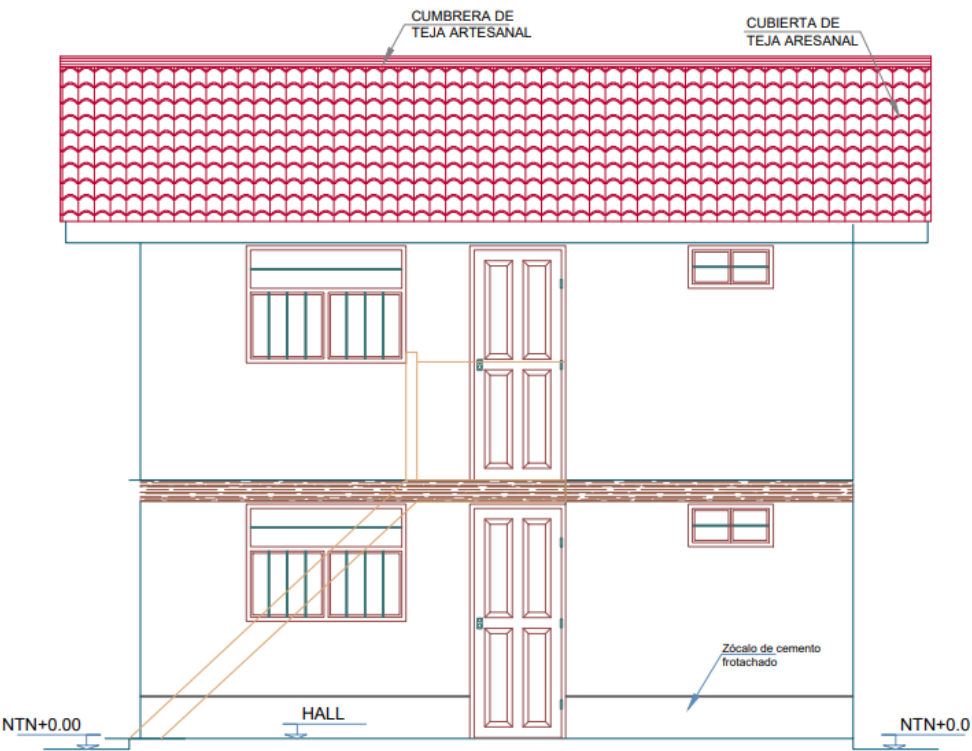 CUMBRERA DE
TEJA ARTESANAL
CUBIERTA DE
TEJA ARESANAL
Zócalo de cemento
frotachado
HALL
NTN+0.00
NTN+0.0